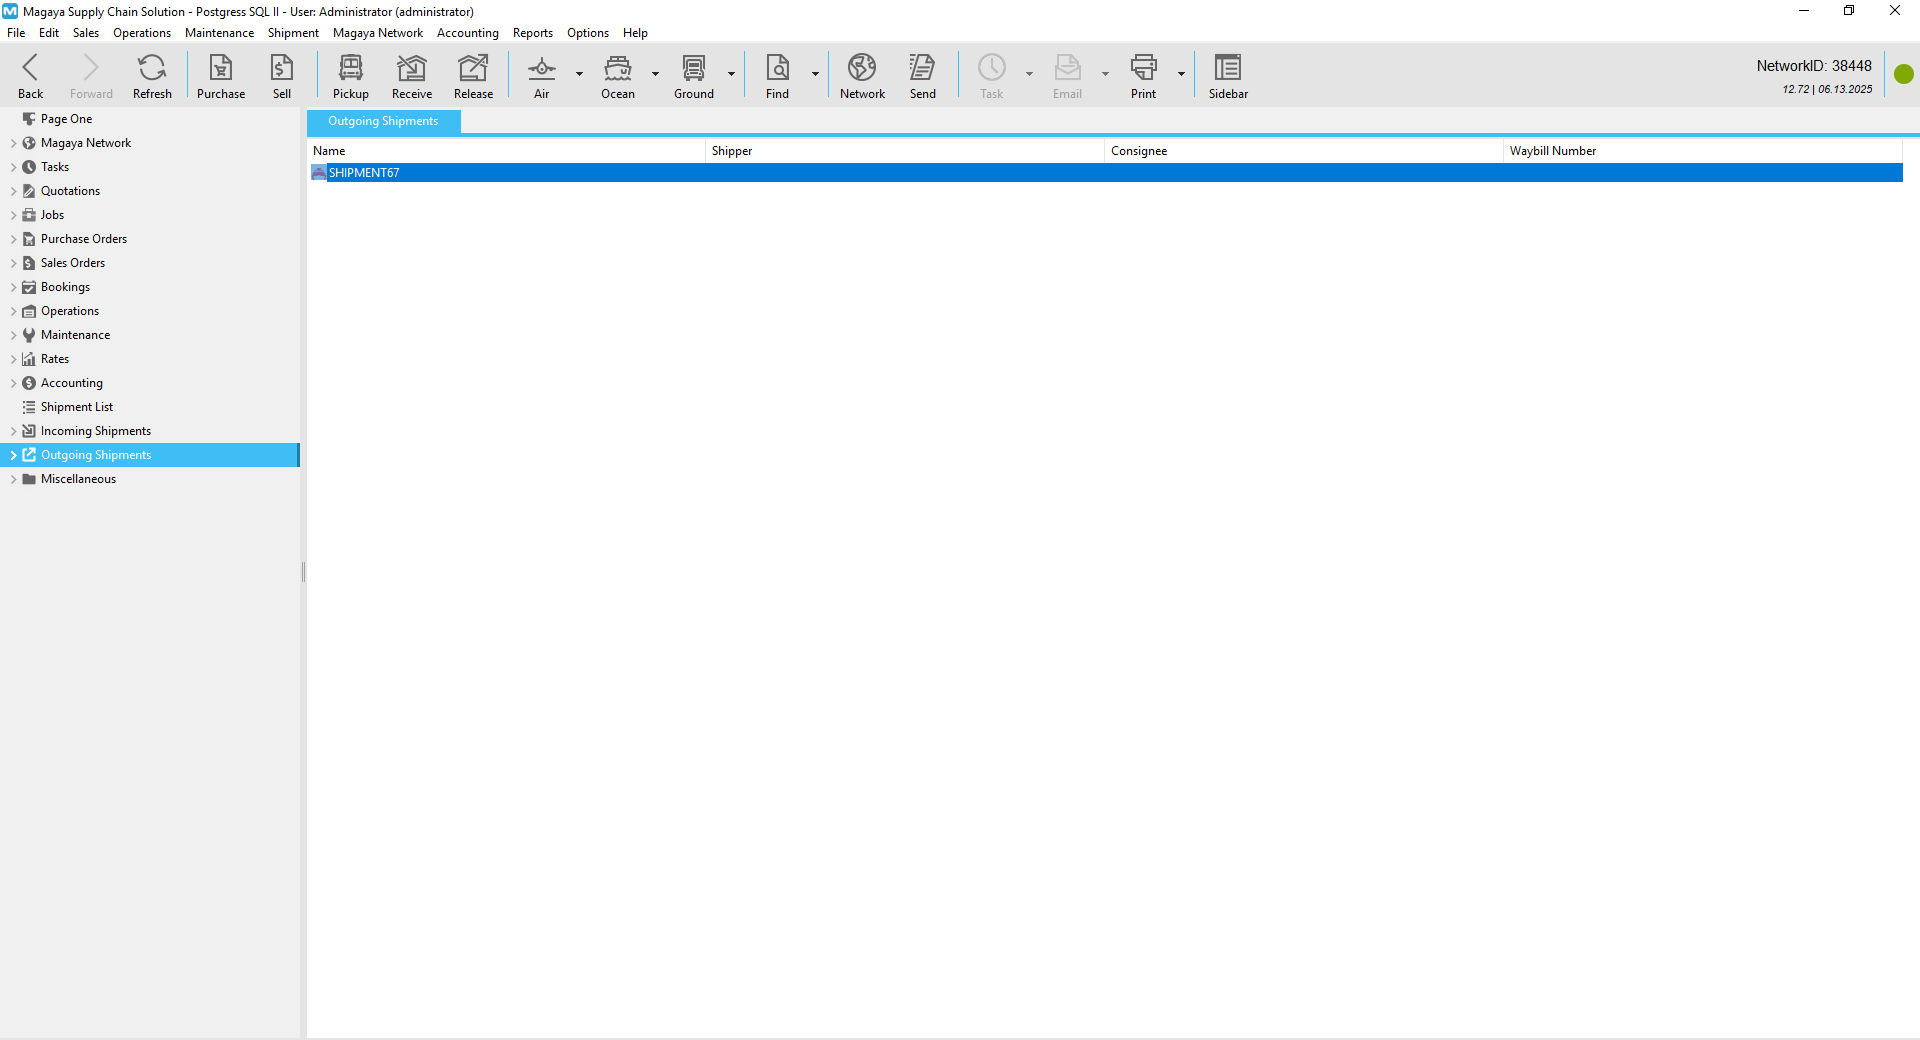 Magaya Supply Chain Solution - Postgress SQL II - User: Administrator (administrator)
File Edit Sales Operations Maintenance Shipment Magaya Network Accounting Reports Options Help
Back Forward Refresh Purchase Sell Pickup Receive Release Air Ocean Ground Find Network Send Task Email Print Sidebar
NetworkID: 38448
12.72 | 06.13.2025
Page One
Magaya Network
Tasks
Quotations
Jobs
Purchase Orders
Sales Orders
Bookings
Operations
Maintenance
Rates
Accounting
Shipment List
Incoming Shipments
Outgoing Shipments
Miscellaneous
Outgoing Shipments
Name Shipper Consignee Waybill Number
SHIPMENT67